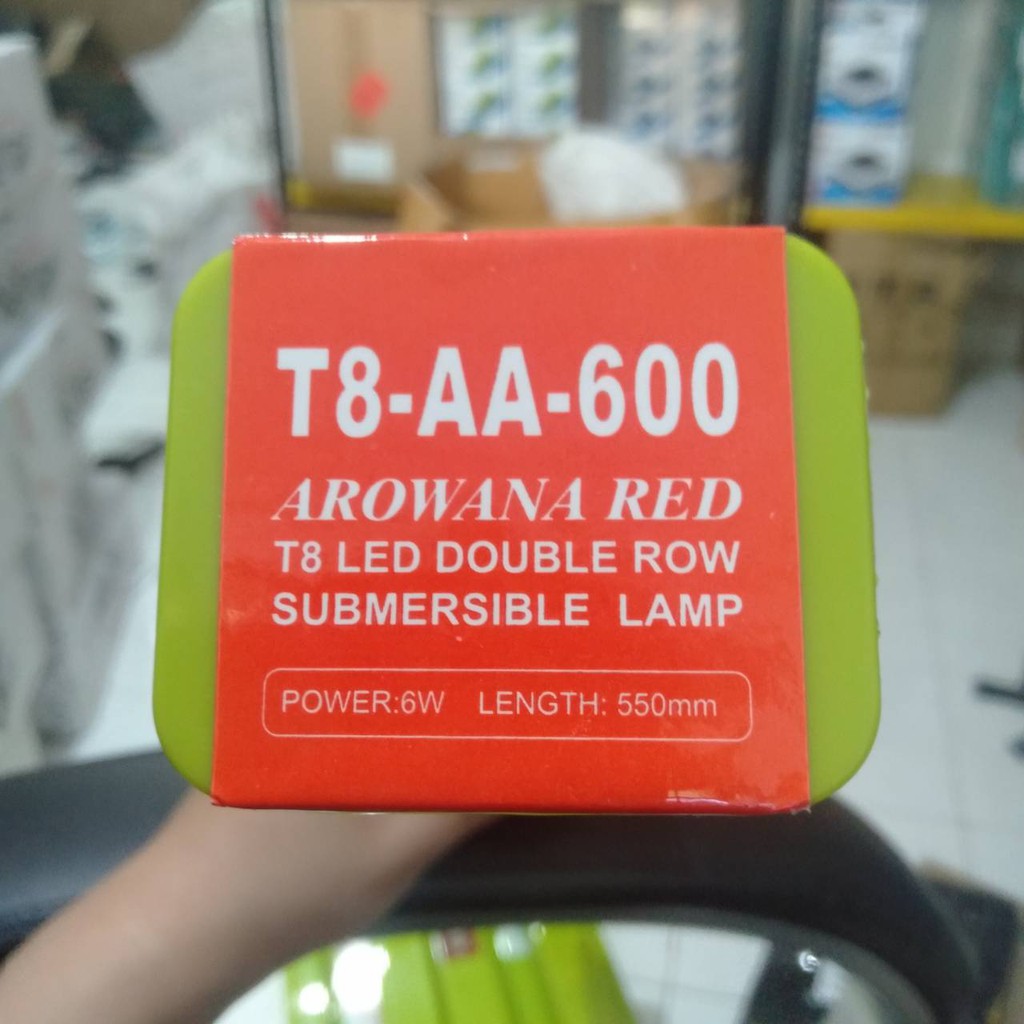 T8-AA-600
AROWANA RED
T8 LED DOUBLE ROW
SUBMERSIBLE LAMP
POWER:6W LENGTH: 550mm